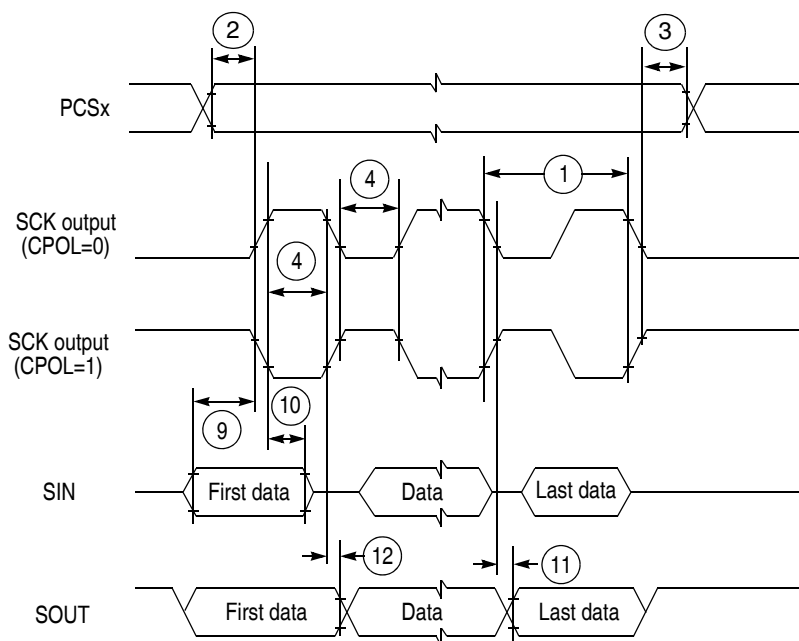 2
3
PCSx
4
1
SCK output
(CPOL=0)
4
SCK output
(CPOL=1)
10
9
SIN
First data
Data
Last data
12
11
SOUT
First data
Data
Last data